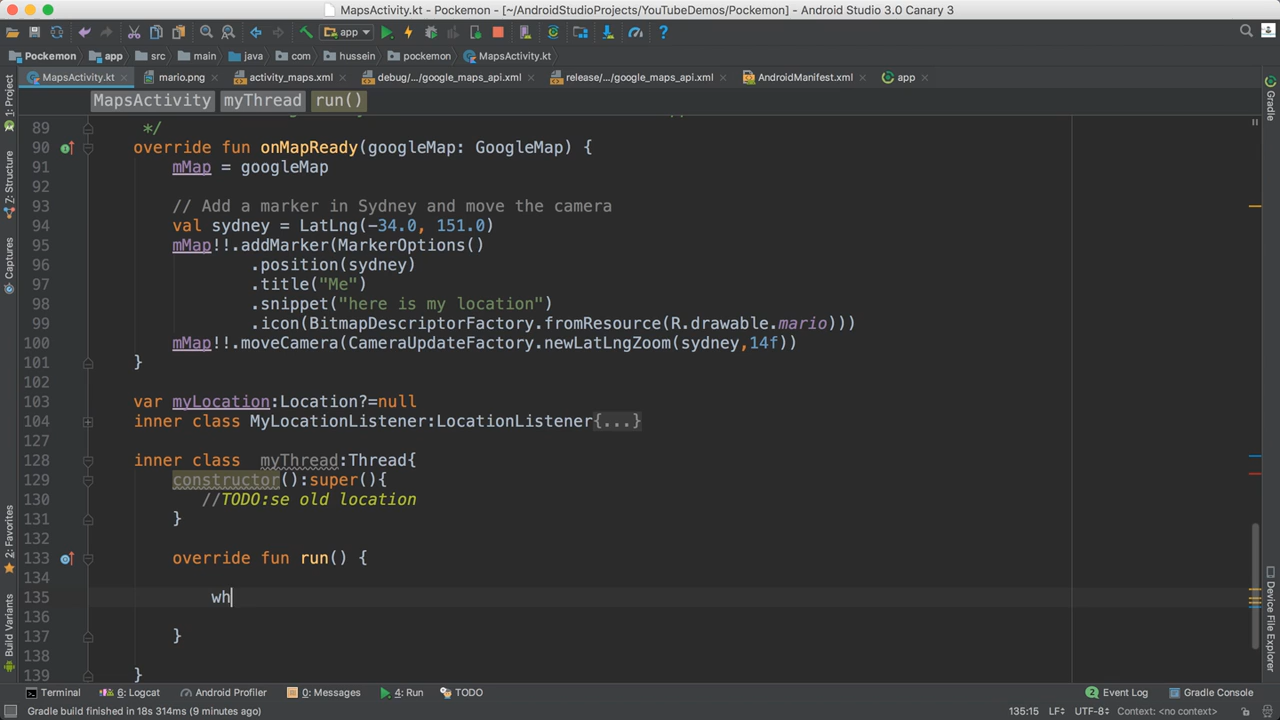 MapsActivity.kt - Pockemon - [~/AndroidStudioProjects/YouTubeDemos/Pockemon] - Android Studio 3.0 Canary 3
app
Pockemon app src main java com hussein pockemon MapsActivity.kt
MapsActivity.kt mario.png activity_maps.xml debug/.../google_maps_api.xml release/.../google_maps_api.xml AndroidManifest.xml app
MapsActivity myThread run()
1: Project
Z: Structure
Captures
2: Favorites
Build Variants
Gradle
Device File Explorer
89 */
90 override fun onMapReady(googleMap: GoogleMap) {
91 mMap = googleMap
92
93 // Add a marker in Sydney and move the camera
94 val sydney = LatLng(-34.0, 151.0)
95 mMap!!.addMarker(MarkerOptions()
96 .position(sydney)
97 .title("Me")
98 .snippet("here is my location")
99 .icon(BitmapDescriptorFactory.fromResource(R.drawable.mario)))
100 mMap!!.moveCamera(CameraUpdateFactory.newLatLngZoom(sydney,14f))
101 }
102
103 var myLocation:Location?=null
104 inner class MyLocationListener:LocationListener{...}
127
128 inner class myThread:Thread{
129 constructor():super(){
130 //TODO:se old location
131 }
132
133 override fun run() {
134
135 wh
136
137 }
138
139 }
Terminal 6: Logcat Android Profiler 0: Messages 4: Run TODO 2 Event Log Gradle Console
Gradle build finished in 18s 314ms (9 minutes ago) 135:15 LF÷ UTF-8÷ Context: <no context>